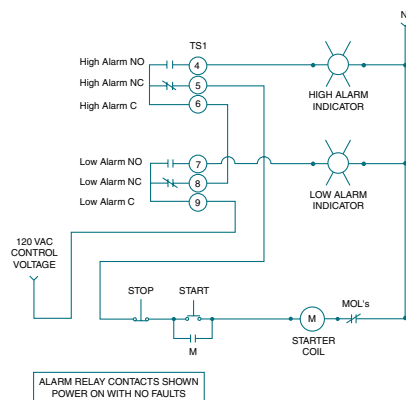 TS1
N
High Alarm NO
4
High Alarm NC
5
High Alarm C
6
HIGH ALARM
INDICATOR
Low Alarm NO
7
Low Alarm NC
8
Low Alarm C
9
LOW ALARM
INDICATOR
120 VAC
CONTROL
VOLTAGE
STOP
START
MOL's
M
M
STARTER
COIL
ALARM RELAY CONTACTS SHOWN
POWER ON WITH NO FAULTS